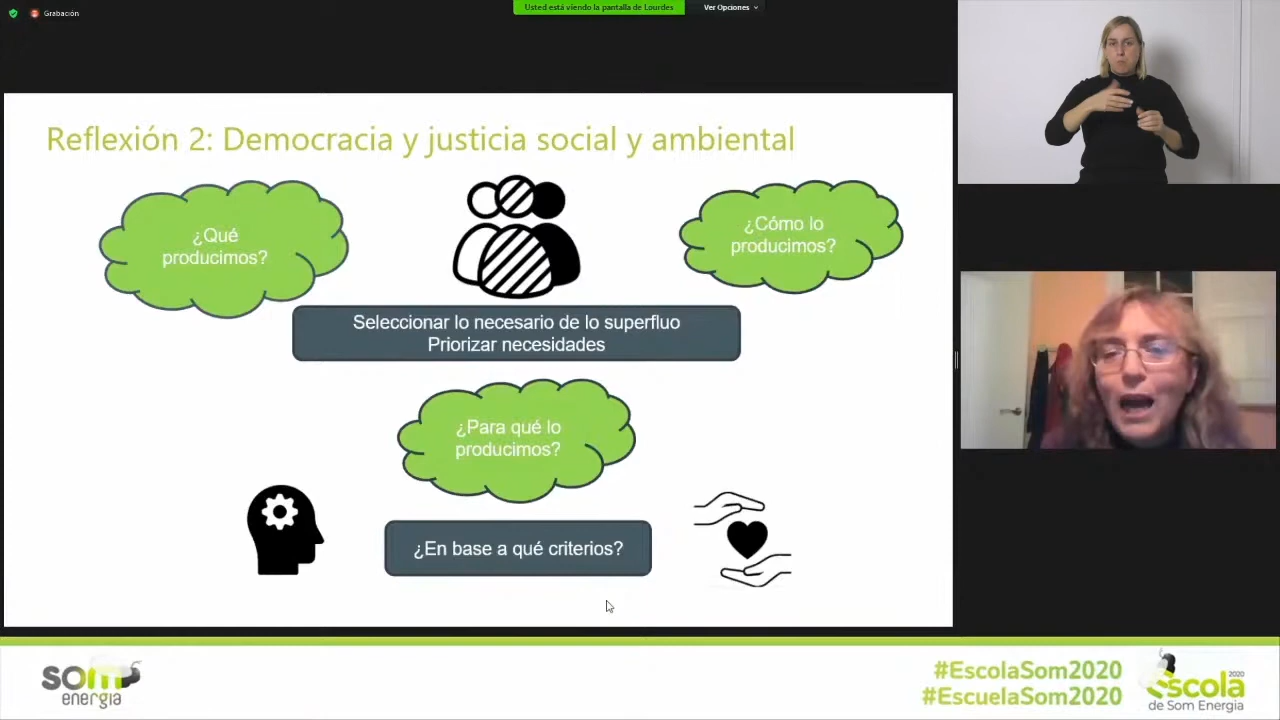 Grabación
Usted está viendo la pantalla de Lourdes
Ver Opciones
Reflexión 2: Democracia y justicia social y ambiental
¿Qué
producimos?
¿Cómo lo
producimos?
Seleccionar lo necesario de lo superfluo
Priorizar necesidades
¿Para qué lo
producimos?
¿En base a qué criterios?
som
energia
#EscolaSom2020
#EscuelaSom2020
2020
escola
de Som Energia